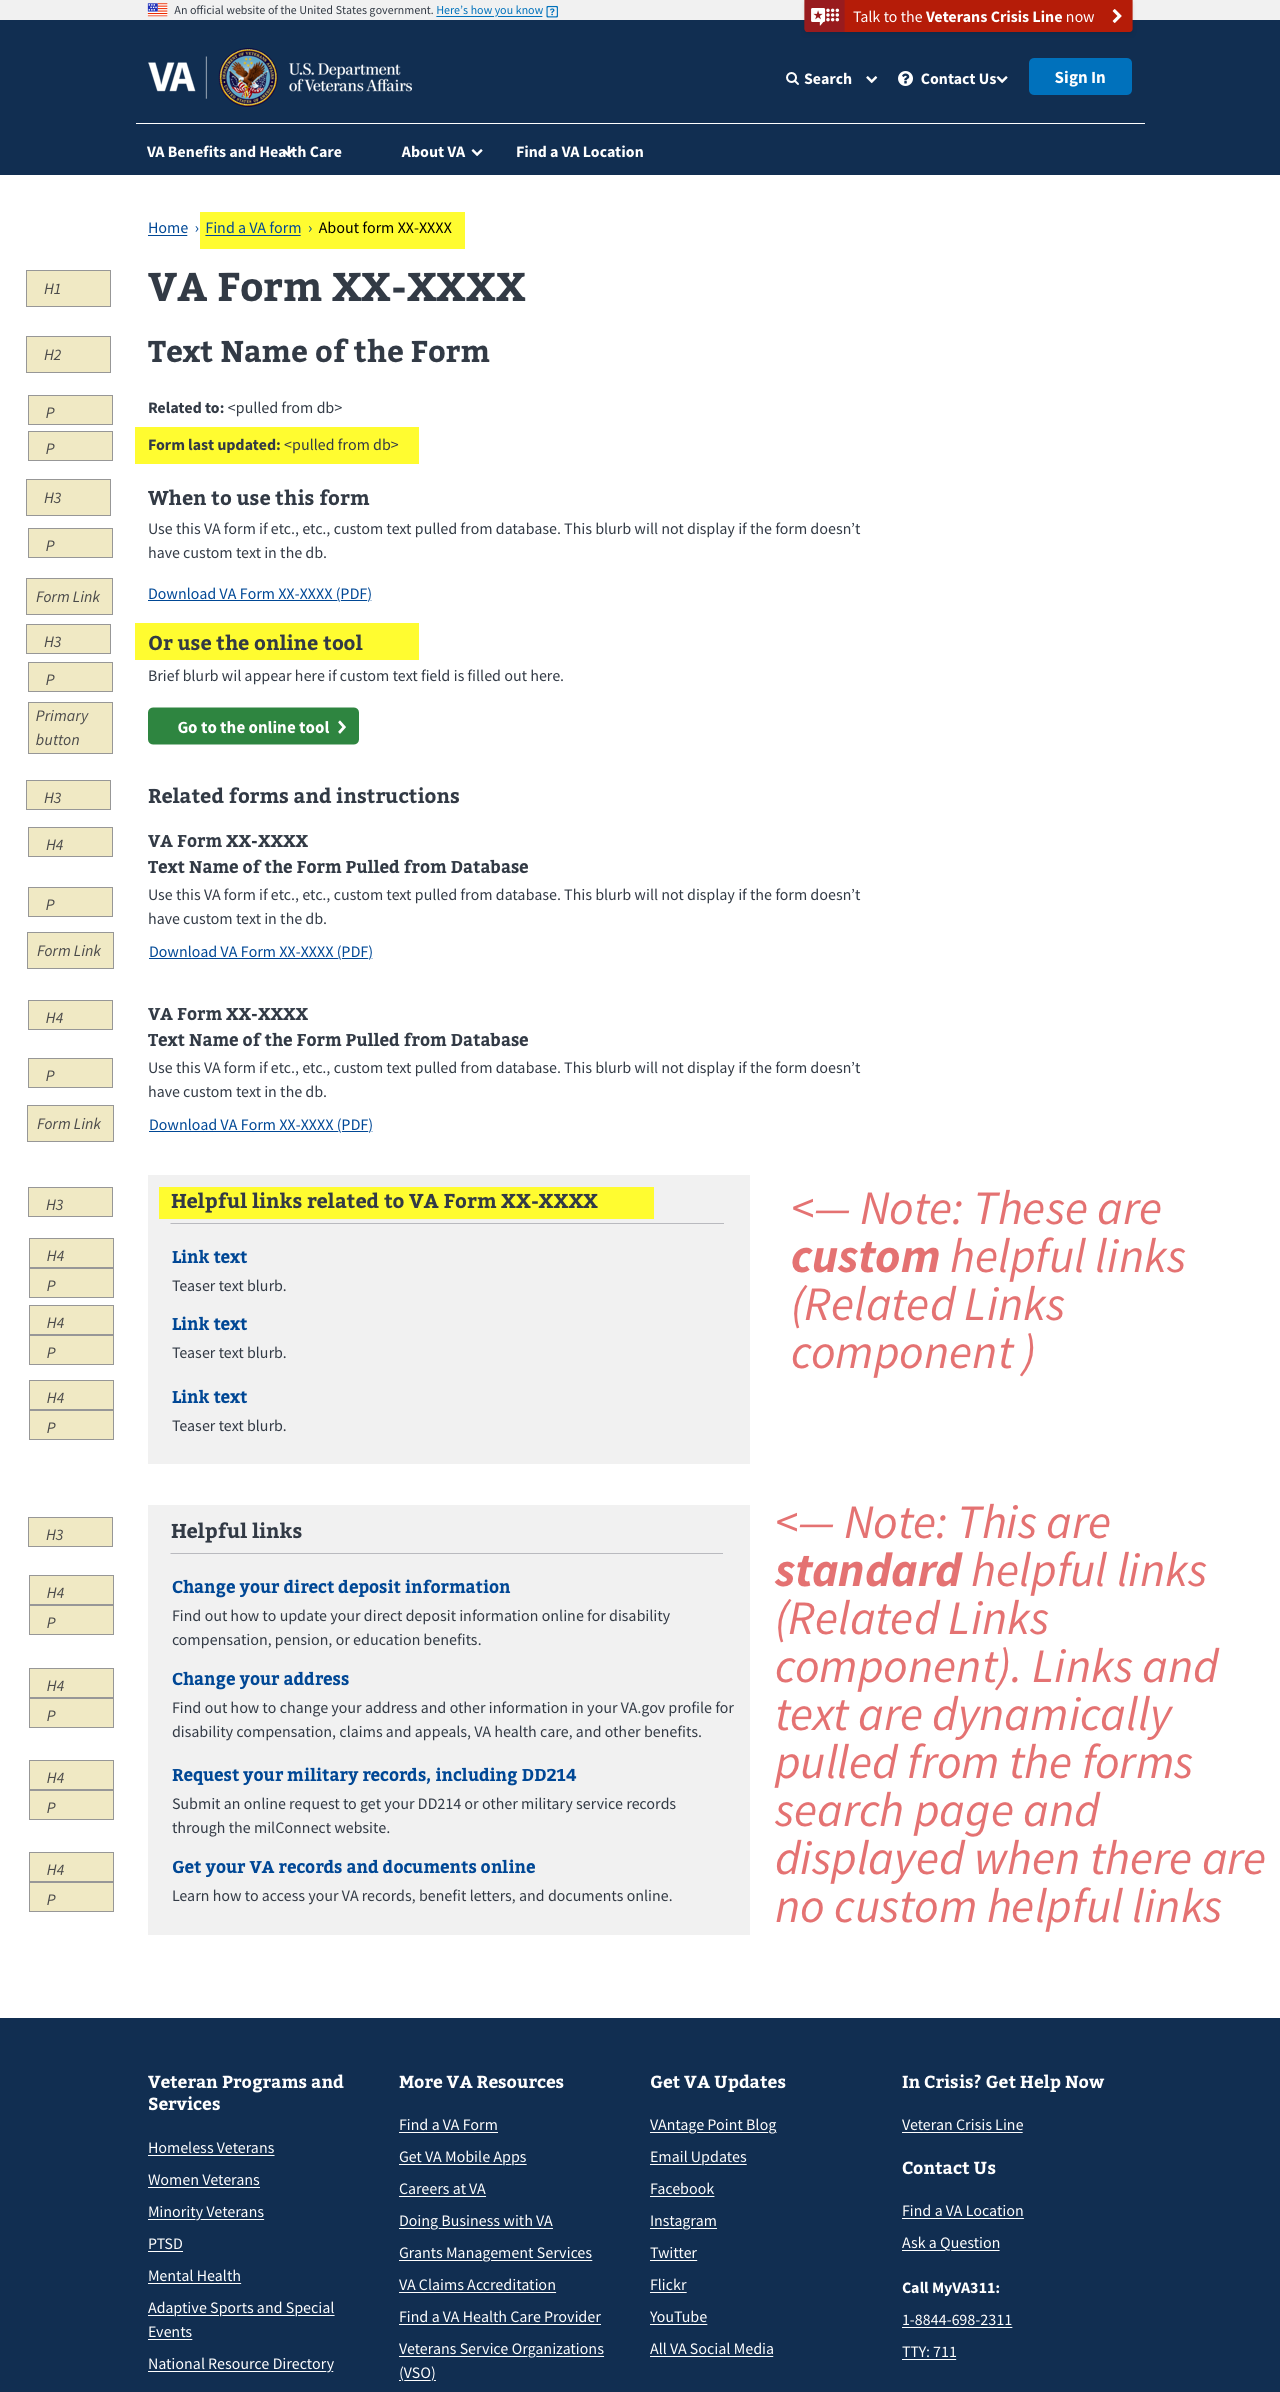 An official website of the United States government. Here's how you know
Talk to the Veterans Crisis Line now
VA
U.S. Department
of Veterans Affairs
Search
Contact Us
Sign In
VA Benefits and Health Care
About VA
Find a VA Location
Home › Find a VA form › About form XX-XXXX
H1
VA Form XX-XXXX
H2
Text Name of the Form
P
Related to: <pulled from db>
P
Form last updated: <pulled from db>
H3
When to use this form
P
Use this VA form if etc., etc., custom text pulled from database. This blurb will not display if the form doesn't
have custom text in the db.
Form Link
Download VA Form XX-XXXX (PDF)
H3
Or use the online tool
P
Brief blurb wil appear here if custom text field is filled out here.
Primary
button
Go to the online tool
H3
Related forms and instructions
H4
VA Form XX-XXXX
Text Name of the Form Pulled from Database
P
Use this VA form if etc., etc., custom text pulled from database. This blurb will not display if the form doesn't
have custom text in the db.
Form Link
Download VA Form XX-XXXX (PDF)
H4
VA Form XX-XXXX
Text Name of the Form Pulled from Database
P
Use this VA form if etc., etc., custom text pulled from database. This blurb will not display if the form doesn't
have custom text in the db.
Form Link
Download VA Form XX-XXXX (PDF)
H3
Helpful links related to VA Form XX-XXXX
H4
Link text
P
Teaser text blurb.
H4
Link text
P
Teaser text blurb.
H4
Link text
P
Teaser text blurb.
<— Note: These are
custom helpful links
(Related Links
component )
H3
Helpful links
H4
Change your direct deposit information
P
Find out how to update your direct deposit information online for disability
compensation, pension, or education benefits.
H4
Change your address
P
Find out how to change your address and other information in your VA.gov profile for
disability compensation, claims and appeals, VA health care, and other benefits.
H4
Request your military records, including DD214
P
Submit an online request to get your DD214 or other military service records
through the milConnect website.
H4
Get your VA records and documents online
P
Learn how to access your VA records, benefit letters, and documents online.
<— Note: This are
standard helpful links
(Related Links
component). Links and
text are dynamically
pulled from the forms
search page and
displayed when there are
no custom helpful links
Veteran Programs and
Services
Homeless Veterans
Women Veterans
Minority Veterans
PTSD
Mental Health
Adaptive Sports and Special
Events
National Resource Directory
More VA Resources
Find a VA Form
Get VA Mobile Apps
Careers at VA
Doing Business with VA
Grants Management Services
VA Claims Accreditation
Find a VA Health Care Provider
Veterans Service Organizations
(VSO)
Get VA Updates
VAntage Point Blog
Email Updates
Facebook
Instagram
Twitter
Flickr
YouTube
All VA Social Media
In Crisis? Get Help Now
Veteran Crisis Line
Contact Us
Find a VA Location
Ask a Question
Call MyVA311:
1-8844-698-2311
TTY: 711